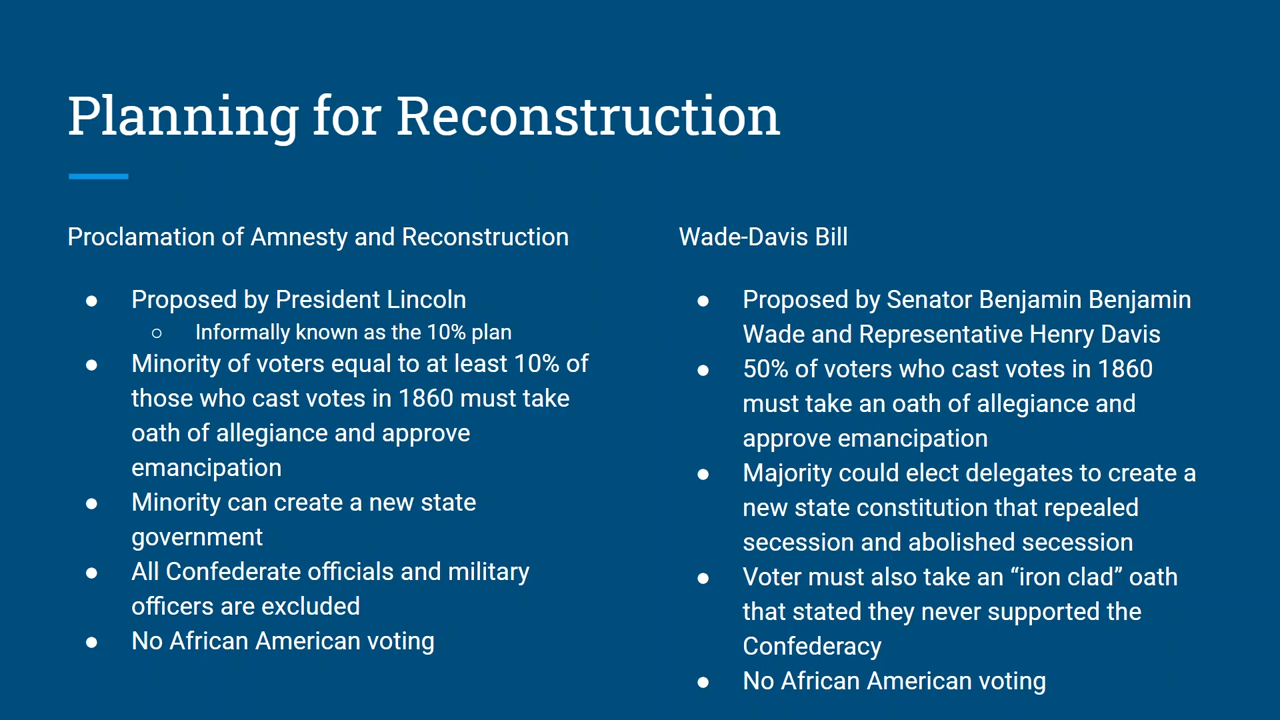 Planning for Reconstruction
Proclamation of Amnesty and Reconstruction
● Proposed by President Lincoln
○ Informally known as the 10% plan
● Minority of voters equal to at least 10% of
those who cast votes in 1860 must take
oath of allegiance and approve
emancipation
● Minority can create a new state
government
● All Confederate officials and military
officers are excluded
● No African American voting
Wade-Davis Bill
● Proposed by Senator Benjamin Benjamin
Wade and Representative Henry Davis
● 50% of voters who cast votes in 1860
must take an oath of allegiance and
approve emancipation
● Majority could elect delegates to create a
new state constitution that repealed
secession and abolished secession
● Voter must also take an “iron clad” oath
that stated they never supported the
Confederacy
● No African American voting